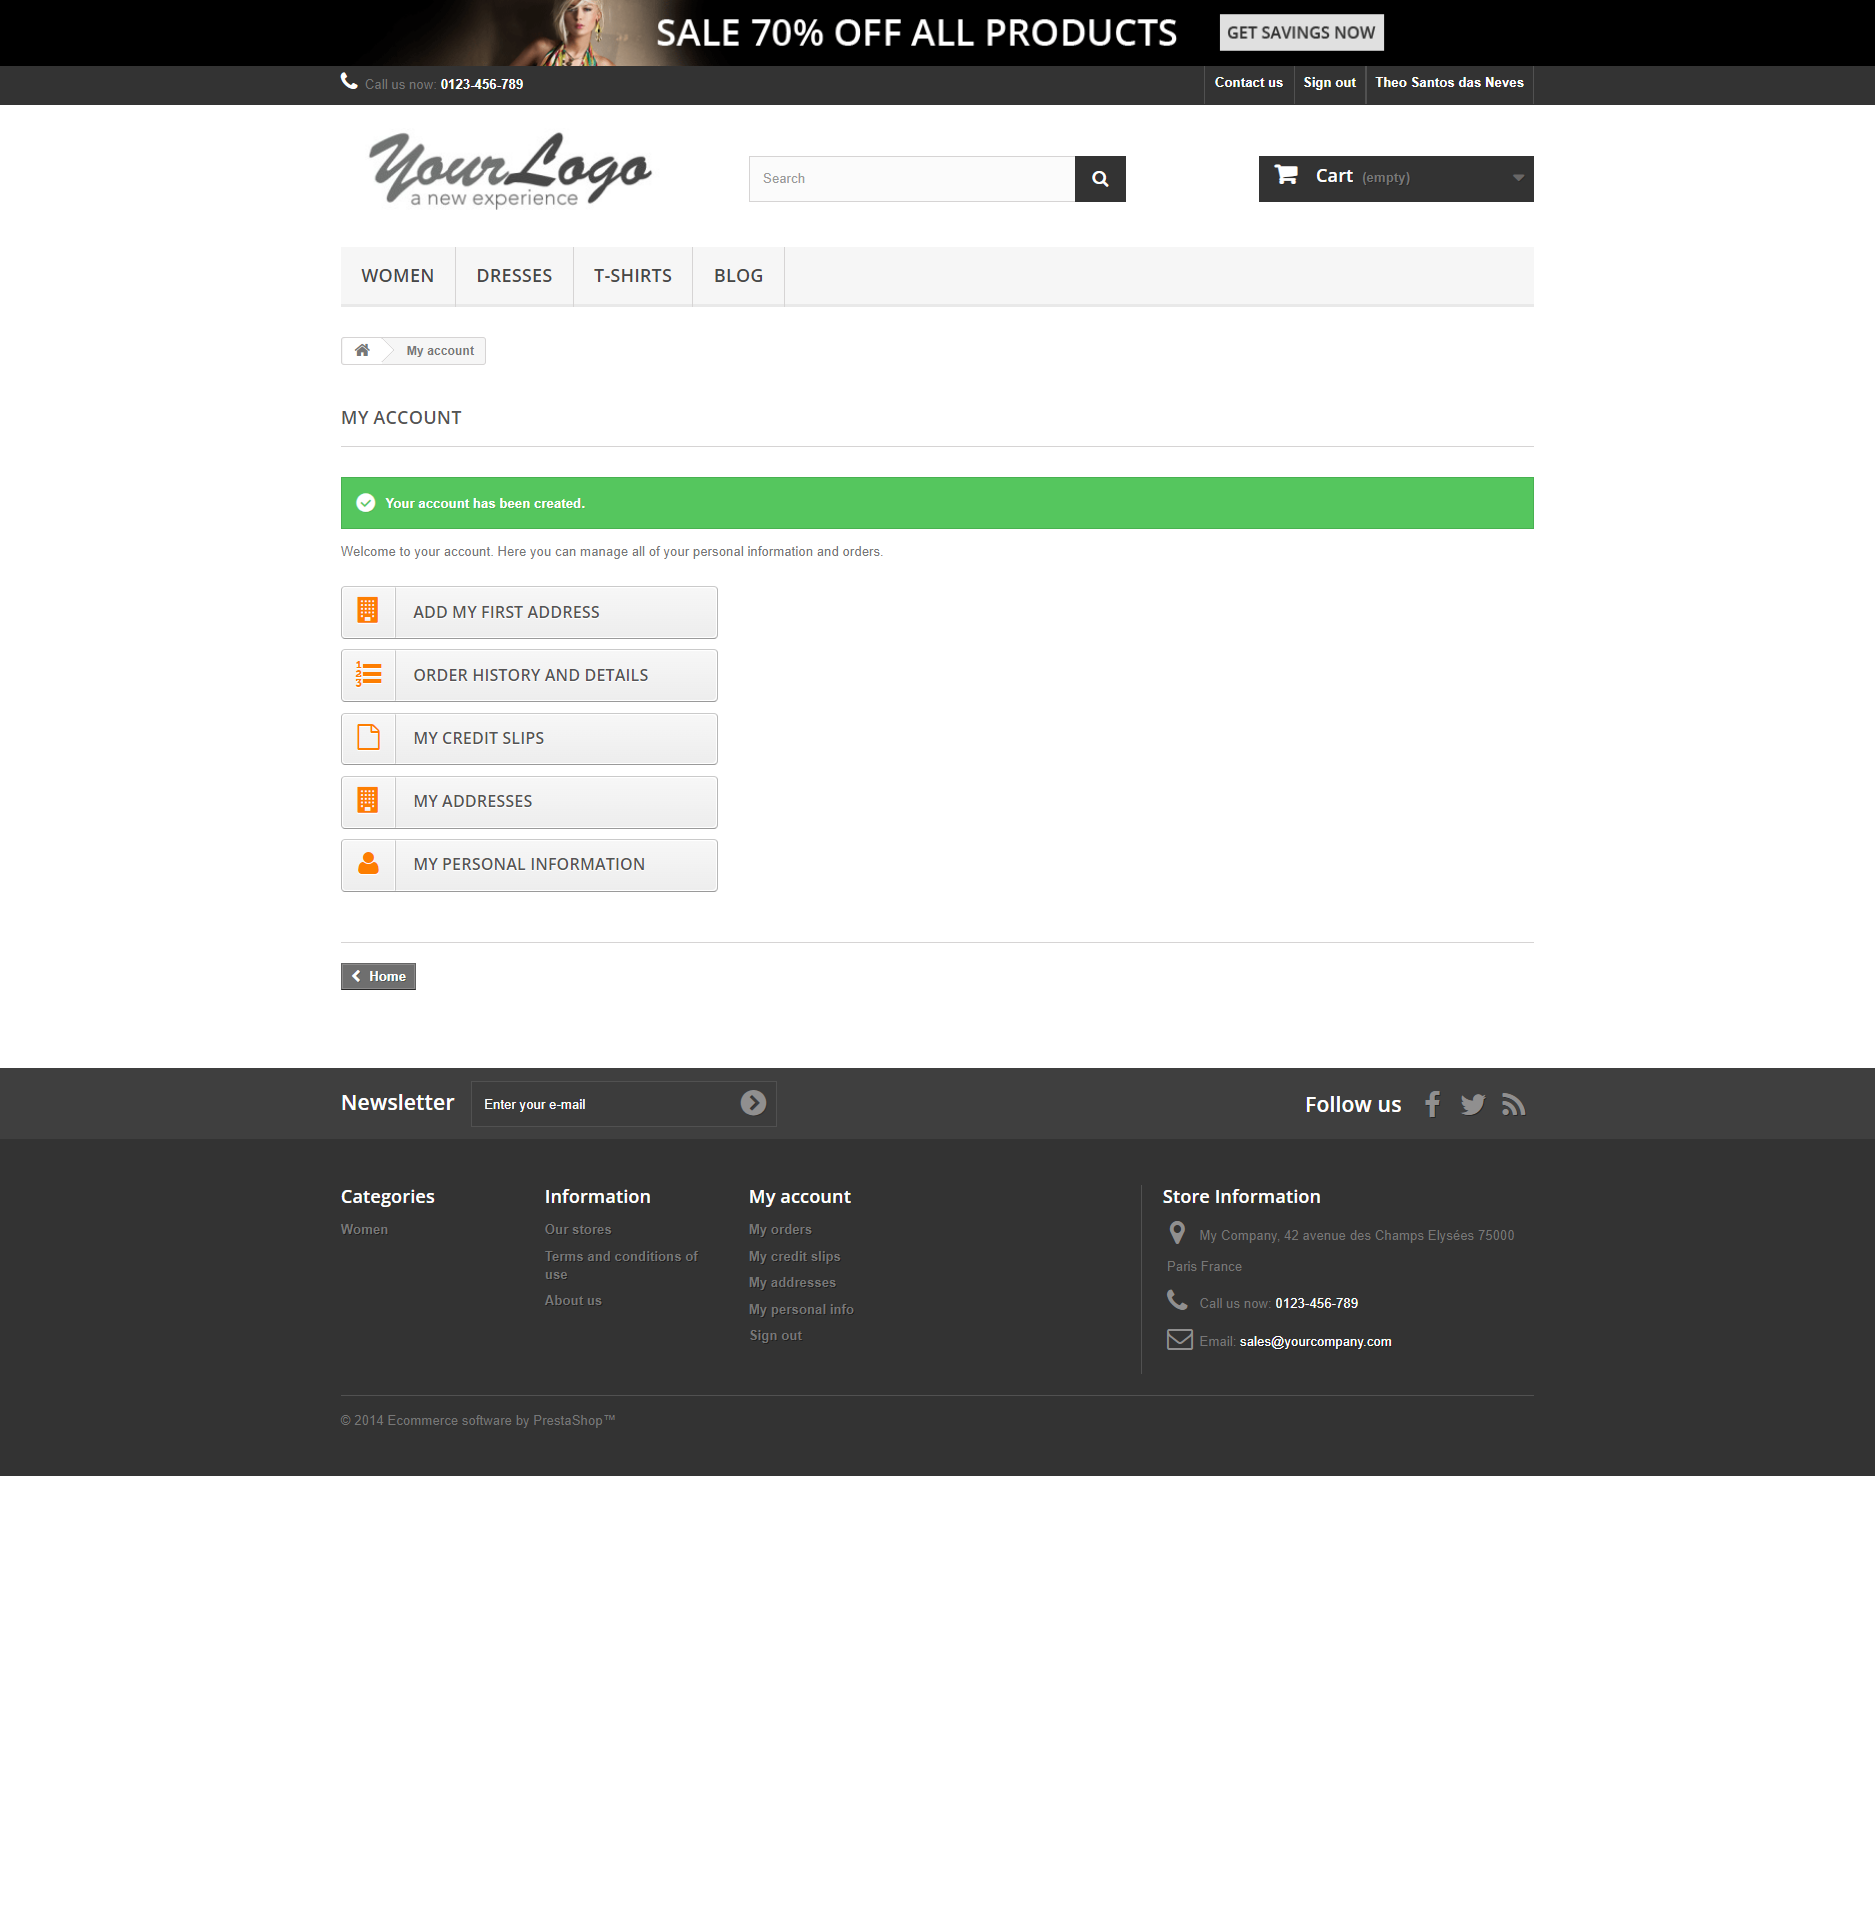 SALE 70% OFF ALL PRODUCTS GET SAVINGS NOW
Call us now: 0123-456-789 Contact us Sign out Theo Santos das Neves
YourLogo
a new experience
Search
Cart (empty)
WOMEN DRESSES T-SHIRTS BLOG
My account
MY ACCOUNT
Your account has been created.
Welcome to your account. Here you can manage all of your personal information and orders.
ADD MY FIRST ADDRESS
1
2
3
ORDER HISTORY AND DETAILS
MY CREDIT SLIPS
MY ADDRESSES
MY PERSONAL INFORMATION
Home
Newsletter Enter your e-mail Follow us
Categories
Women
Information
Our stores
Terms and conditions of
use
About us
My account
My orders
My credit slips
My addresses
My personal info
Sign out
Store Information
My Company, 42 avenue des Champs Elysées 75000
Paris France
Call us now: 0123-456-789
Email: sales@yourcompany.com
© 2014 Ecommerce software by PrestaShop™